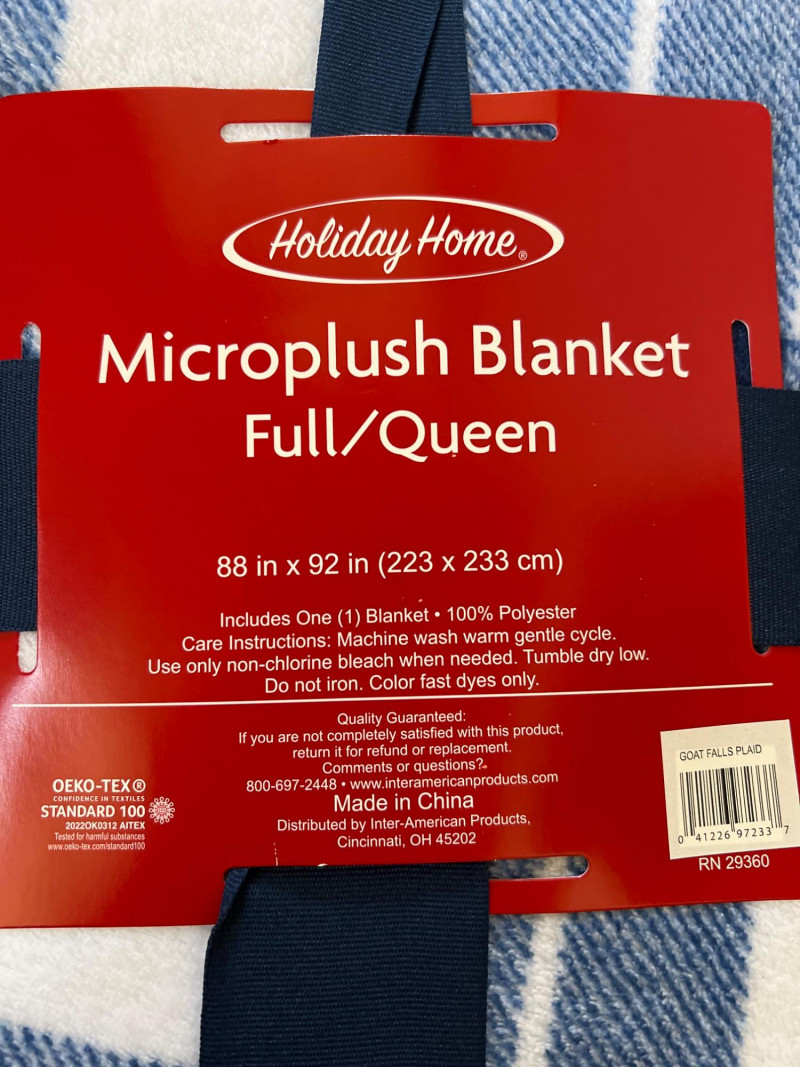 Holiday Home®
Microplush Blanket
Full/Queen
88 in x 92 in (223 x 233 cm)
Includes One (1) Blanket • 100% Polyester
Care Instructions: Machine wash warm gentle cycle.
Use only non-chlorine bleach when needed. Tumble dry low.
Do not iron. Color fast dyes only.
Quality Guaranteed:
If you are not completely satisfied with this product,
return it for refund or replacement.
Comments or questions?
800-697-2448 • www.interamericanproducts.com
Made in China
Distributed by Inter-American Products,
Cincinnati, OH 45202
OEKO-TEX®
CONFIDENCE IN TEXTILES
STANDARD 100
2022OK0312 AITEX
Tested for harmful substances
www.oeko-tex.com/standard100
GOAT FALLS PLAID
0 41226 97233 7
RN 29360